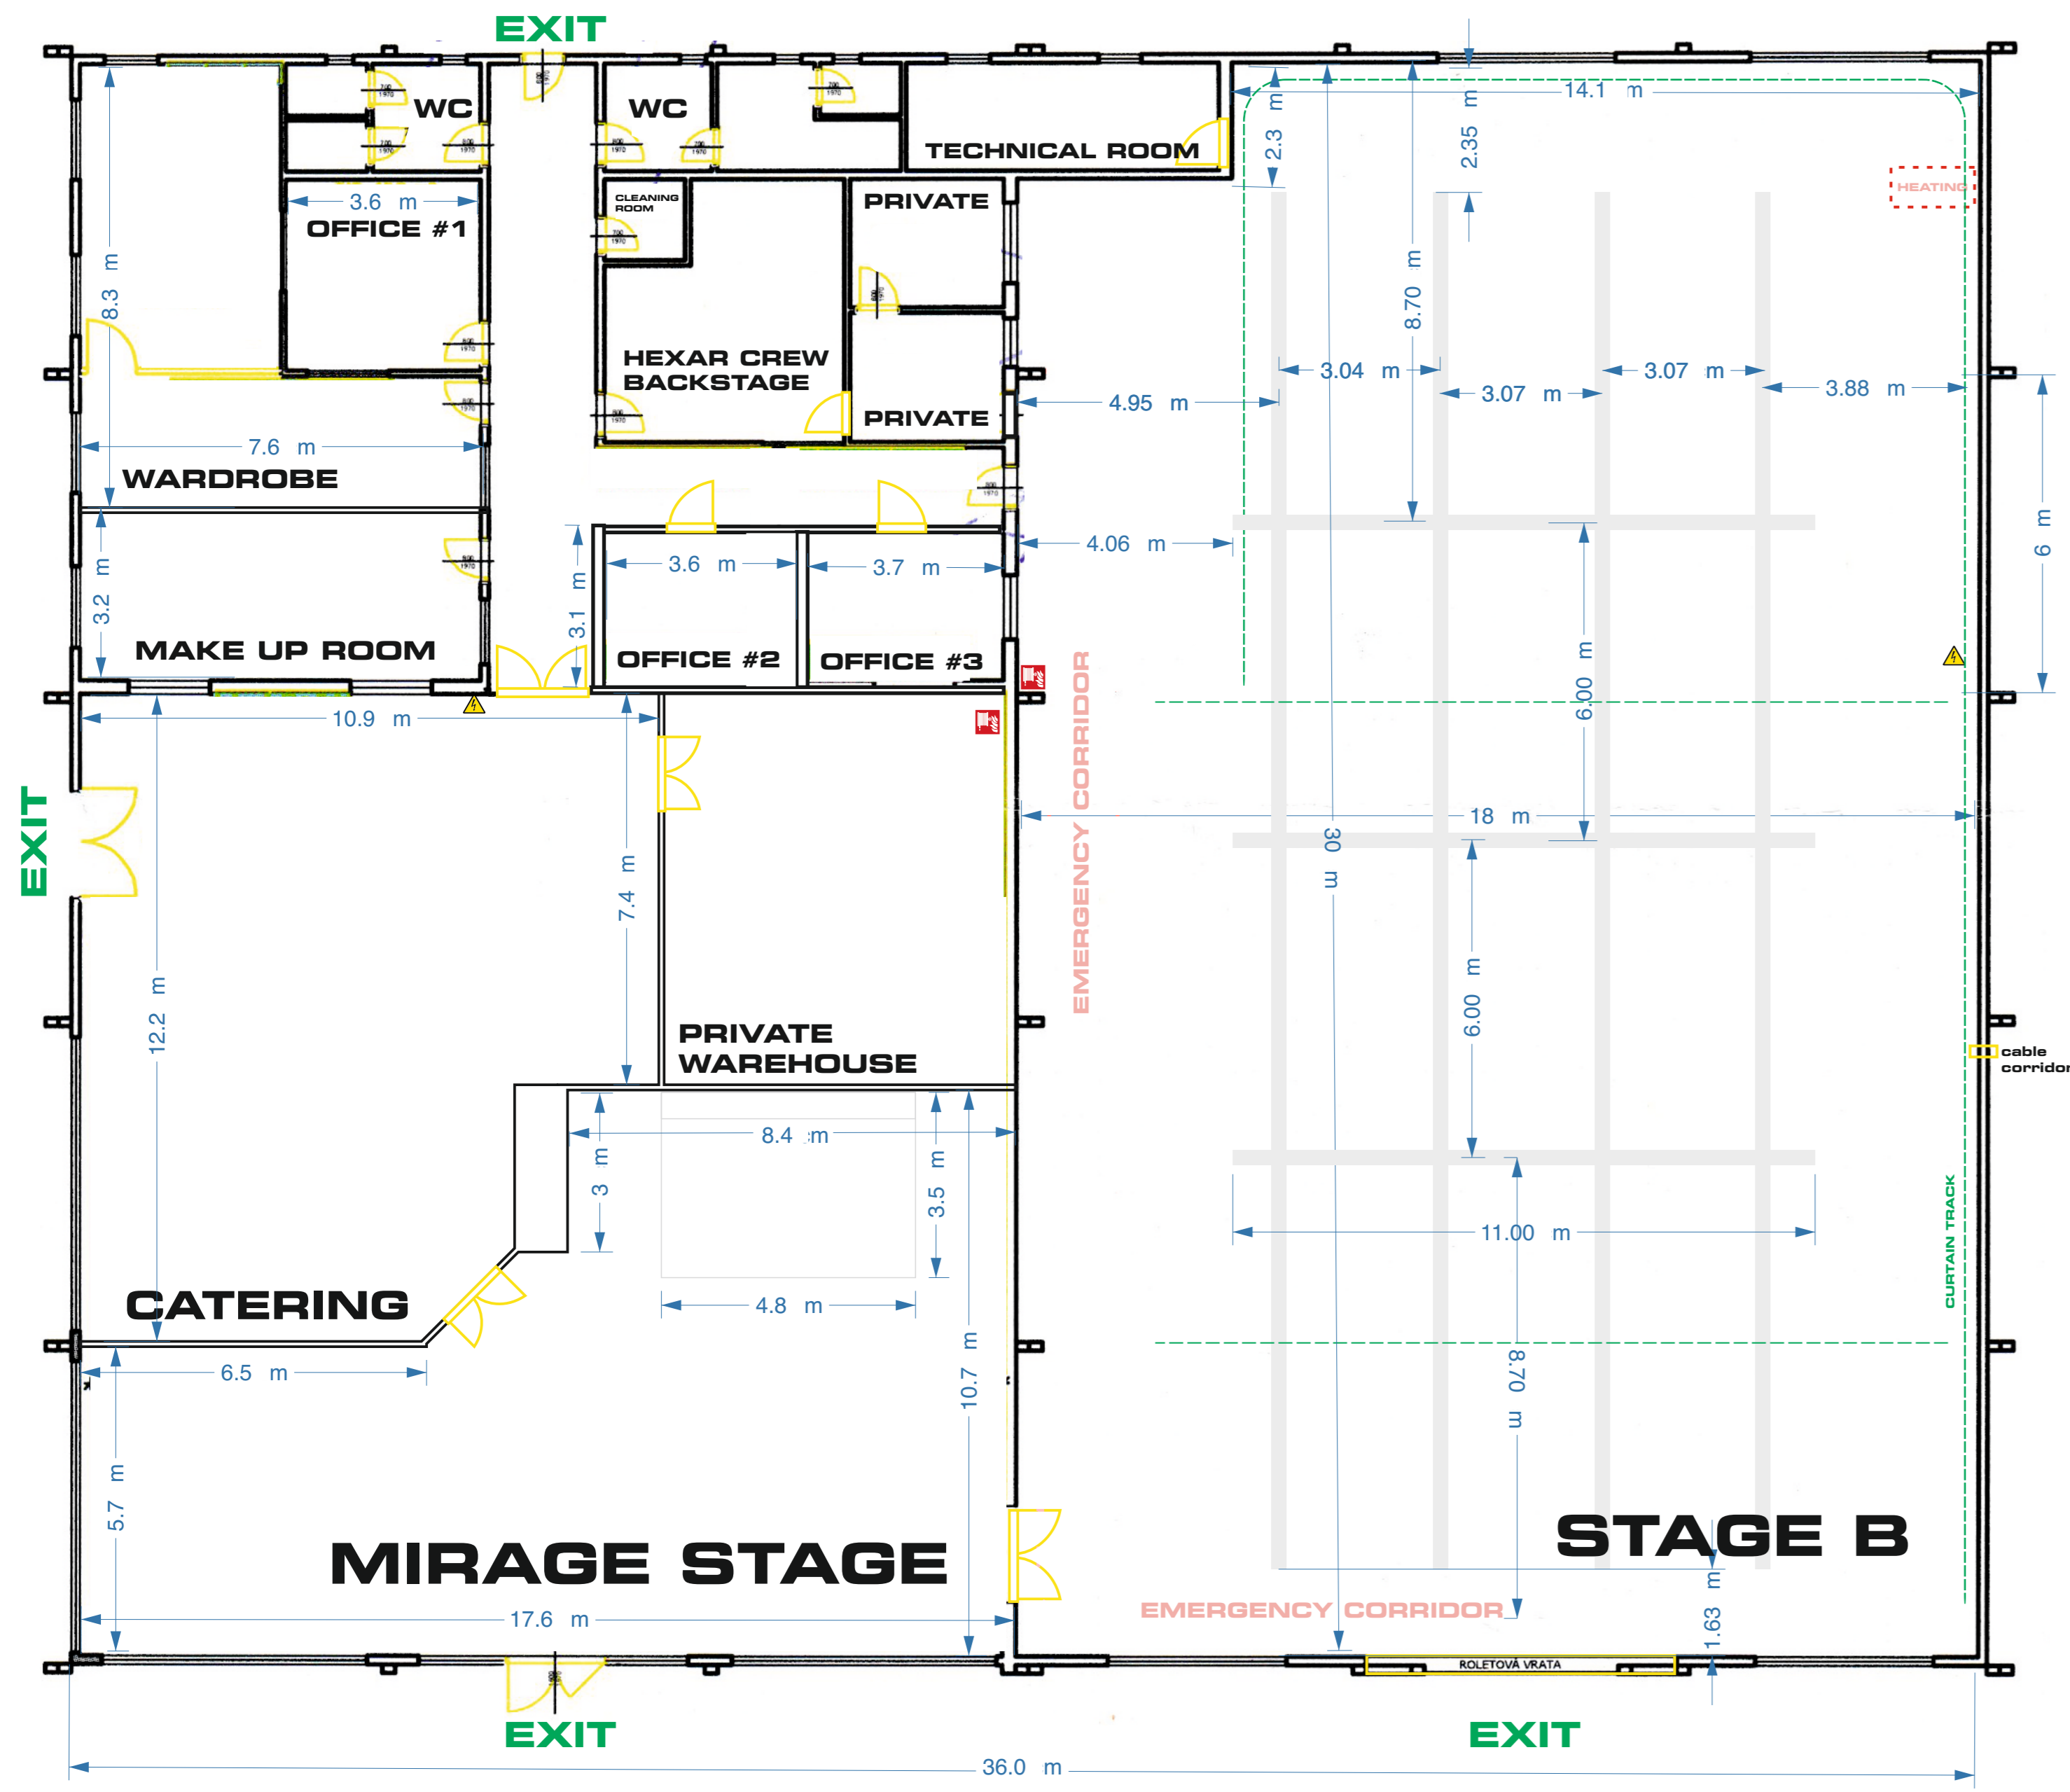 EXIT
WC
WC
TECHNICAL ROOM
14.1 m
2.3 m
2.35 m
HEATING
3.6 m
OFFICE #1
CLEANING
ROOM
PRIVATE
8.3 m
8.70 m
HEXAR CREW
BACKSTAGE
PRIVATE
3.04 m
3.07 m
3.07 m
3.88 m
4.95 m
7.6 m
WARDROBE
9 m
4.06 m
3.6 m
3.7 m
3.2 m
3.1 m
MAKE UP ROOM
OFFICE #2
OFFICE #3
6.00 m
10.9 m
EMERGENCY CORRIDOR
EXIT
18 m
30 m
7.4 m
12.2 m
6.00 m
PRIVATE
WAREHOUSE
cable
corridor
8.4 m
3 m
3.5 m
11.00 m
CURTAIN TRACK
CATERING
4.8 m
6.5 m
10.7 m
8.70 m
5.7 m
MIRAGE STAGE
STAGE B
17.6 m
EMERGENCY CORRIDOR
1.63 m
ROLETOVÁ VRATA
EXIT
EXIT
36.0 m